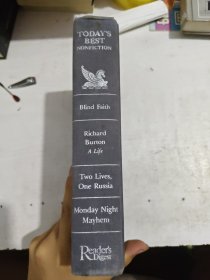 TODAY'S
BEST
NONFICTION
Blind Faith
Richard
Burton
A Life
Two Lives,
One Russia
Monday Night
Mayhem
Reader's
Digest